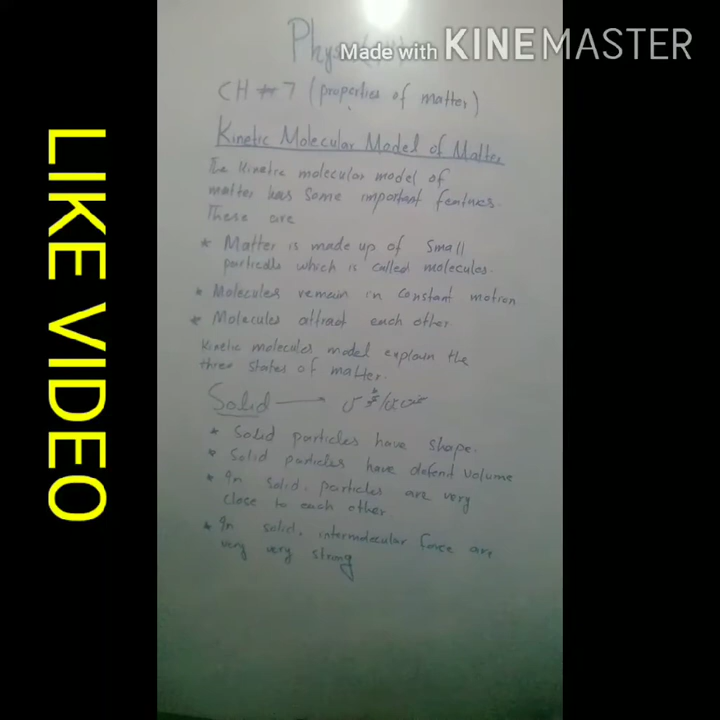 Made with KINEMASTER
LIKE VIDEO
CH # 7 (properties of matter)
Kinetic Molecular Model of Matter
The Kinetic molecular model of
matter has some important features.
These are
* Matter is made up of small
which is called molecules.
* Molecules remain in constant motion
* Molecules attract each other
Kinetic molecules model explain the
three states of matter.
Solid →
* Solid particles have shape.
* Solid particles have defend volume
* In solid, particles are very
close to each other
* In solid, intermolecular force are
very very strong